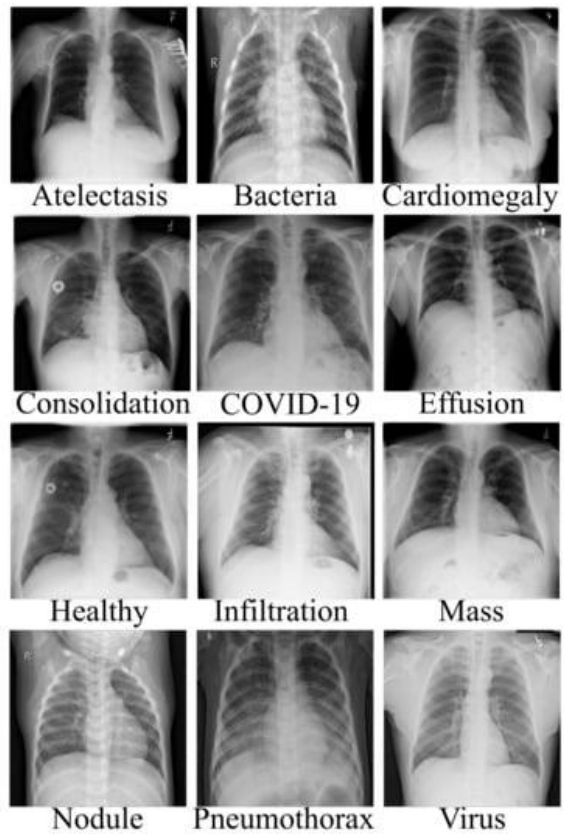 Atelectasis Bacteria Cardiomegaly
R
Consolidation COVID-19 Effusion
Healthy Infiltration Mass
R
Nodule Pneumothorax Virus